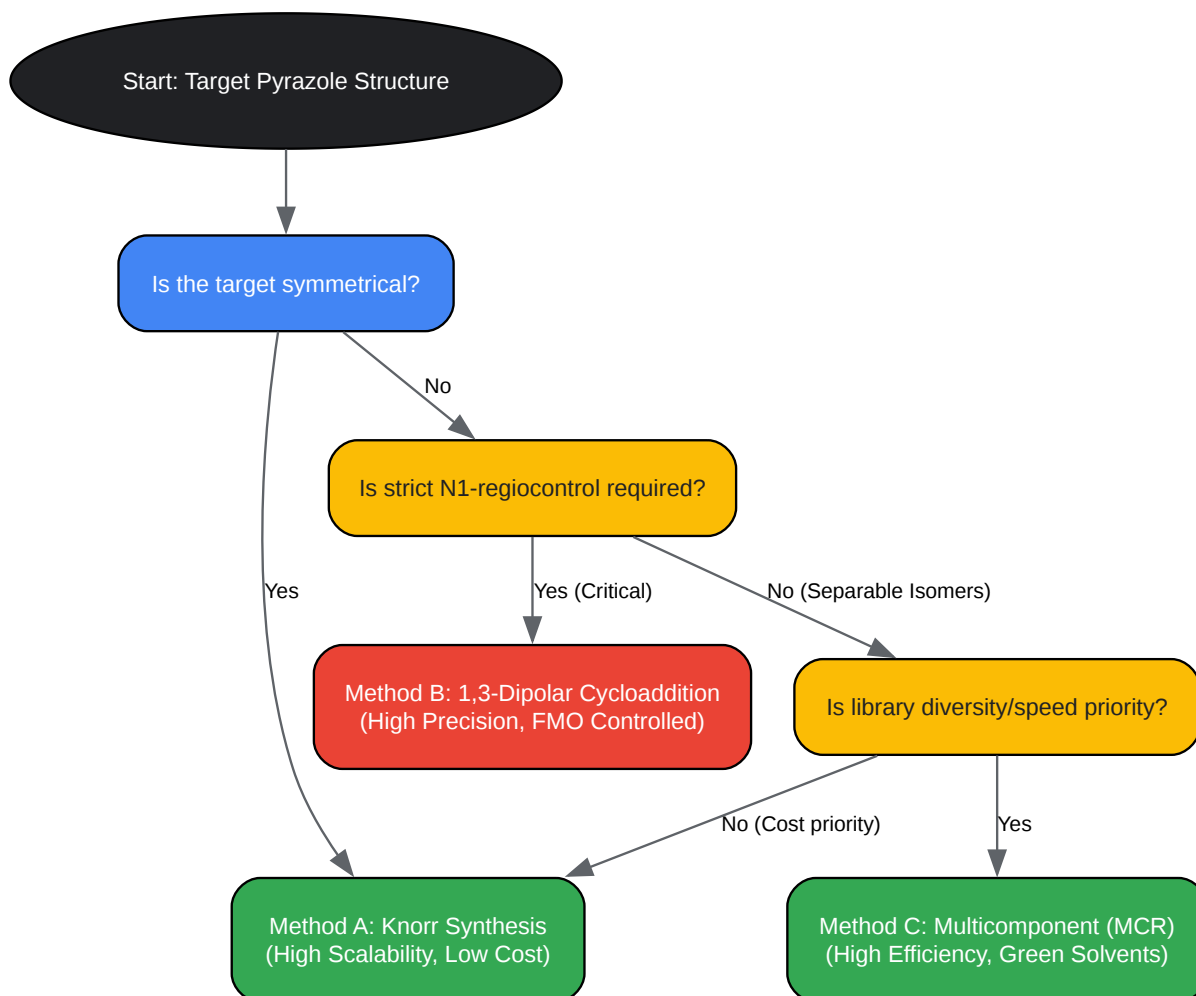 Start: Target Pyrazole Structure
Is the target symmetrical?
No
Is strict N1-regiocontrol required?
Yes
Yes (Critical)
No (Separable Isomers)
Method B: 1,3-Dipolar Cycloaddition
(High Precision, FMO Controlled)
Is library diversity/speed priority?
No (Cost priority)
Yes
Method A: Knorr Synthesis
(High Scalability, Low Cost)
Method C: Multicomponent (MCR)
(High Efficiency, Green Solvents)